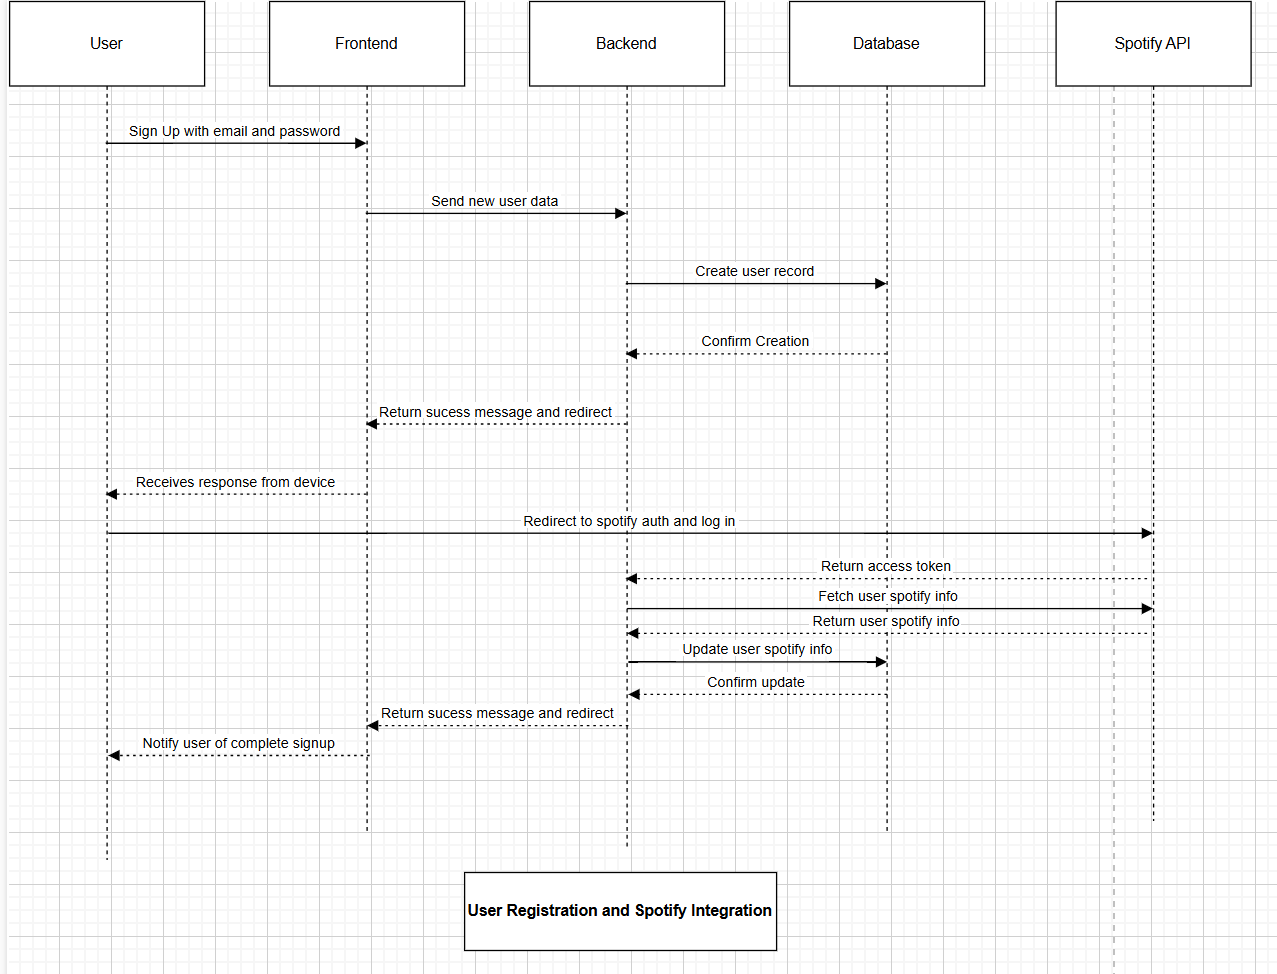 User
Frontend
Backend
Database
Spotify API
Sign Up with email and password
Send new user data
Create user record
Confirm Creation
Return sucess message and redirect
Receives response from device
Redirect to spotify auth and log in
Return access token
Fetch user spotify info
Return user spotify info
Update user spotify info
Confirm update
Return sucess message and redirect
Notify user of complete signup
User Registration and Spotify Integration